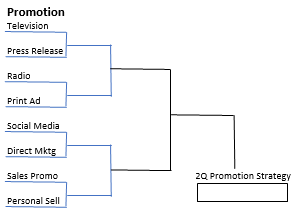 Promotion
Television
Press Release
Radio
Print Ad
Social Media
Direct Mktg
Sales Promo
2Q Promotion Strategy
Personal Sell